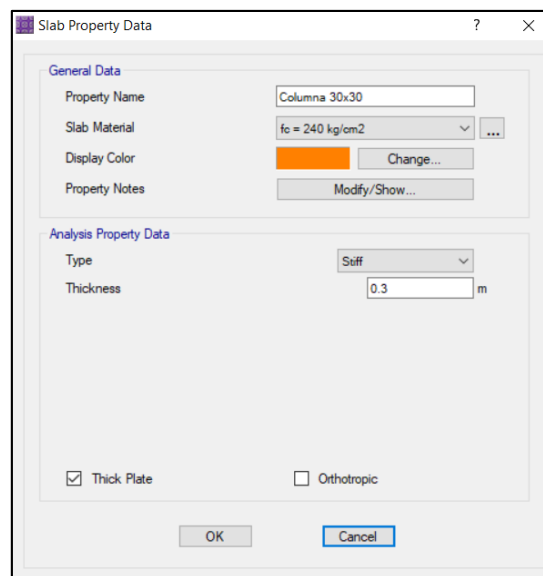 Slab Property Data ?
General Data
Property Name Columna 30x30
Slab Material fc = 240 kg/cm2 ...
Display Color Change...
Property Notes Modify/Show...
Analysis Property Data
Type Stiff
Thickness 0.3 m
Thick Plate Orthotropic
OK Cancel